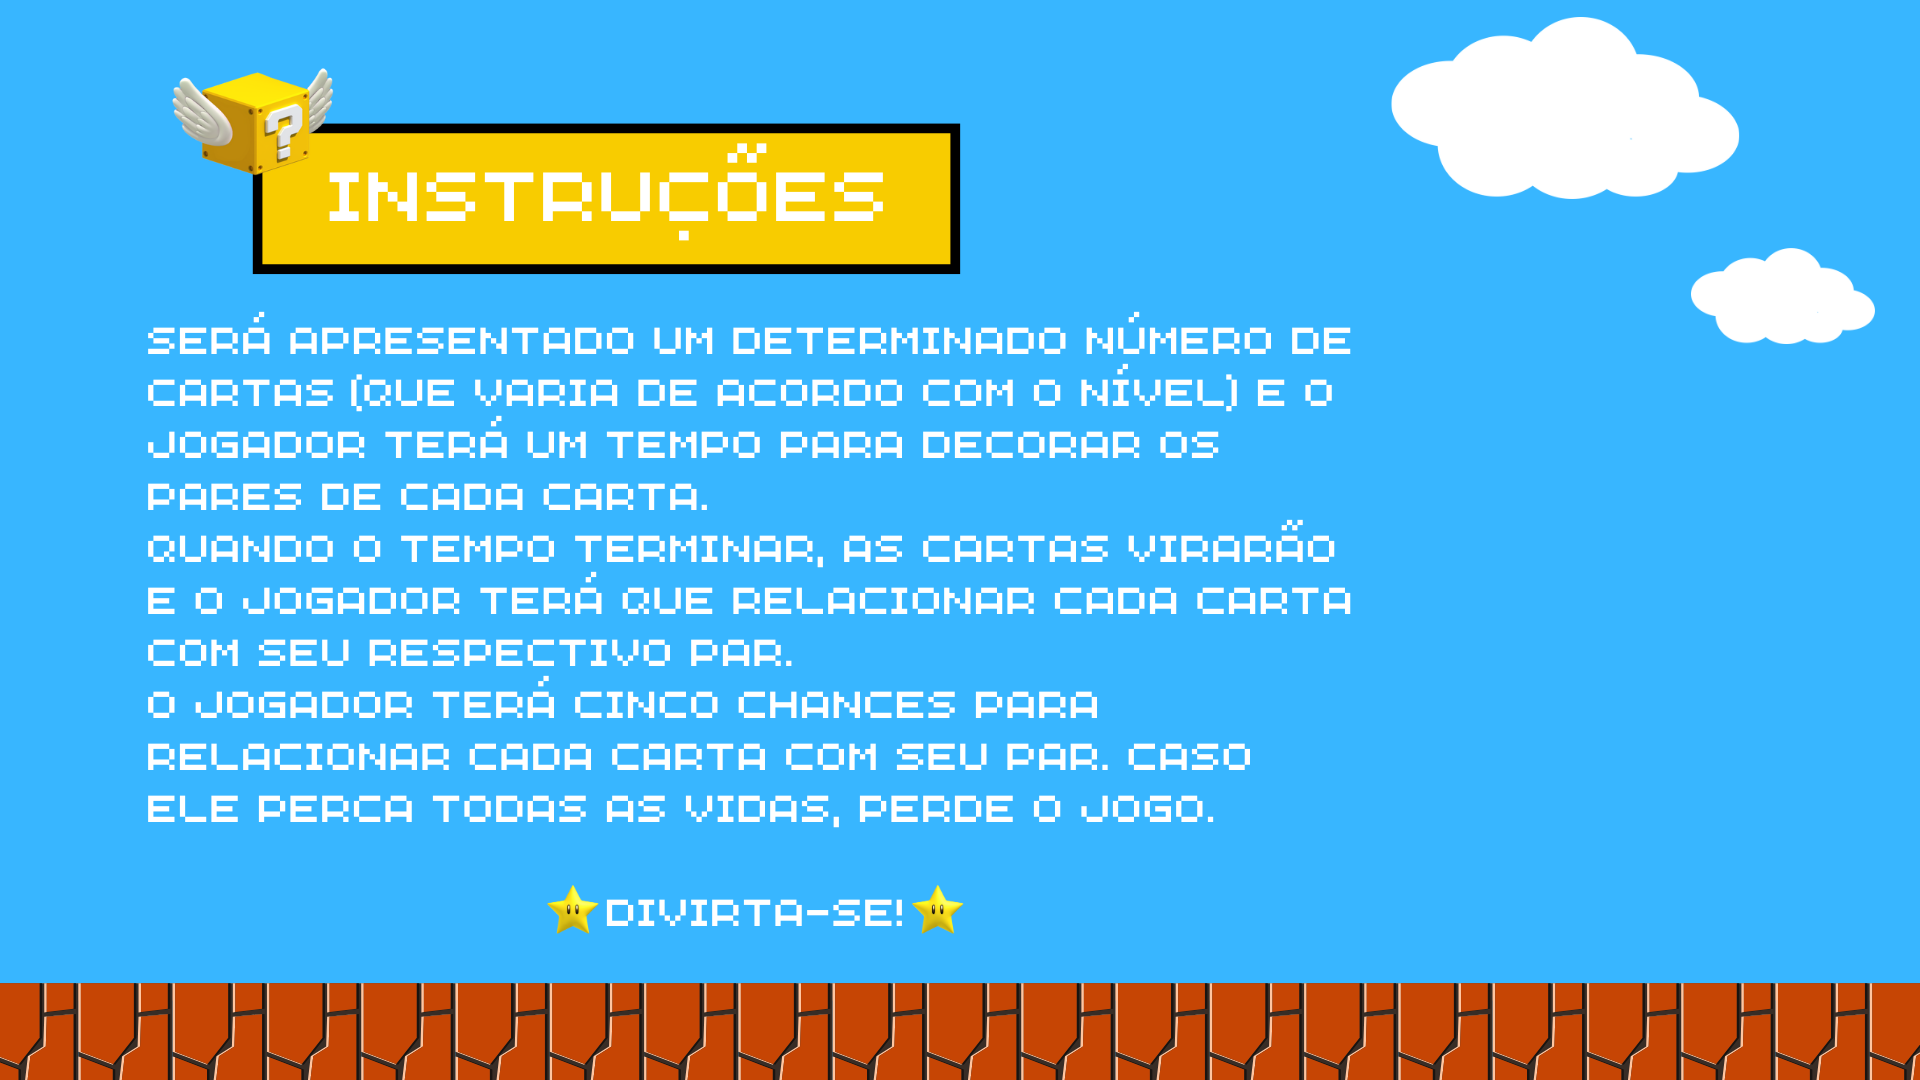 ?
INSTRUÇÕES
SERÁ APRESENTADO UM DETERMINADO NÚMERO DE
CARTAS (QUE VARIA DE ACORDO COM O NÍVEL) E O
JOGADOR TERÁ UM TEMPO PARA DECORAR OS
PARES DE CADA CARTA.
QUANDO O TEMPO TERMINAR, AS CARTAS VIRARÃO
E O JOGADOR TERÁ QUE RELACIONAR CADA CARTA
COM SEU RESPECTIVO PAR.
O JOGADOR TERÁ CINCO CHANCES PARA
RELACIONAR CADA CARTA COM SEU PAR. CASO
ELE PERCA TODAS AS VIDAS, PERDE O JOGO.
DIVIRTA-SE!